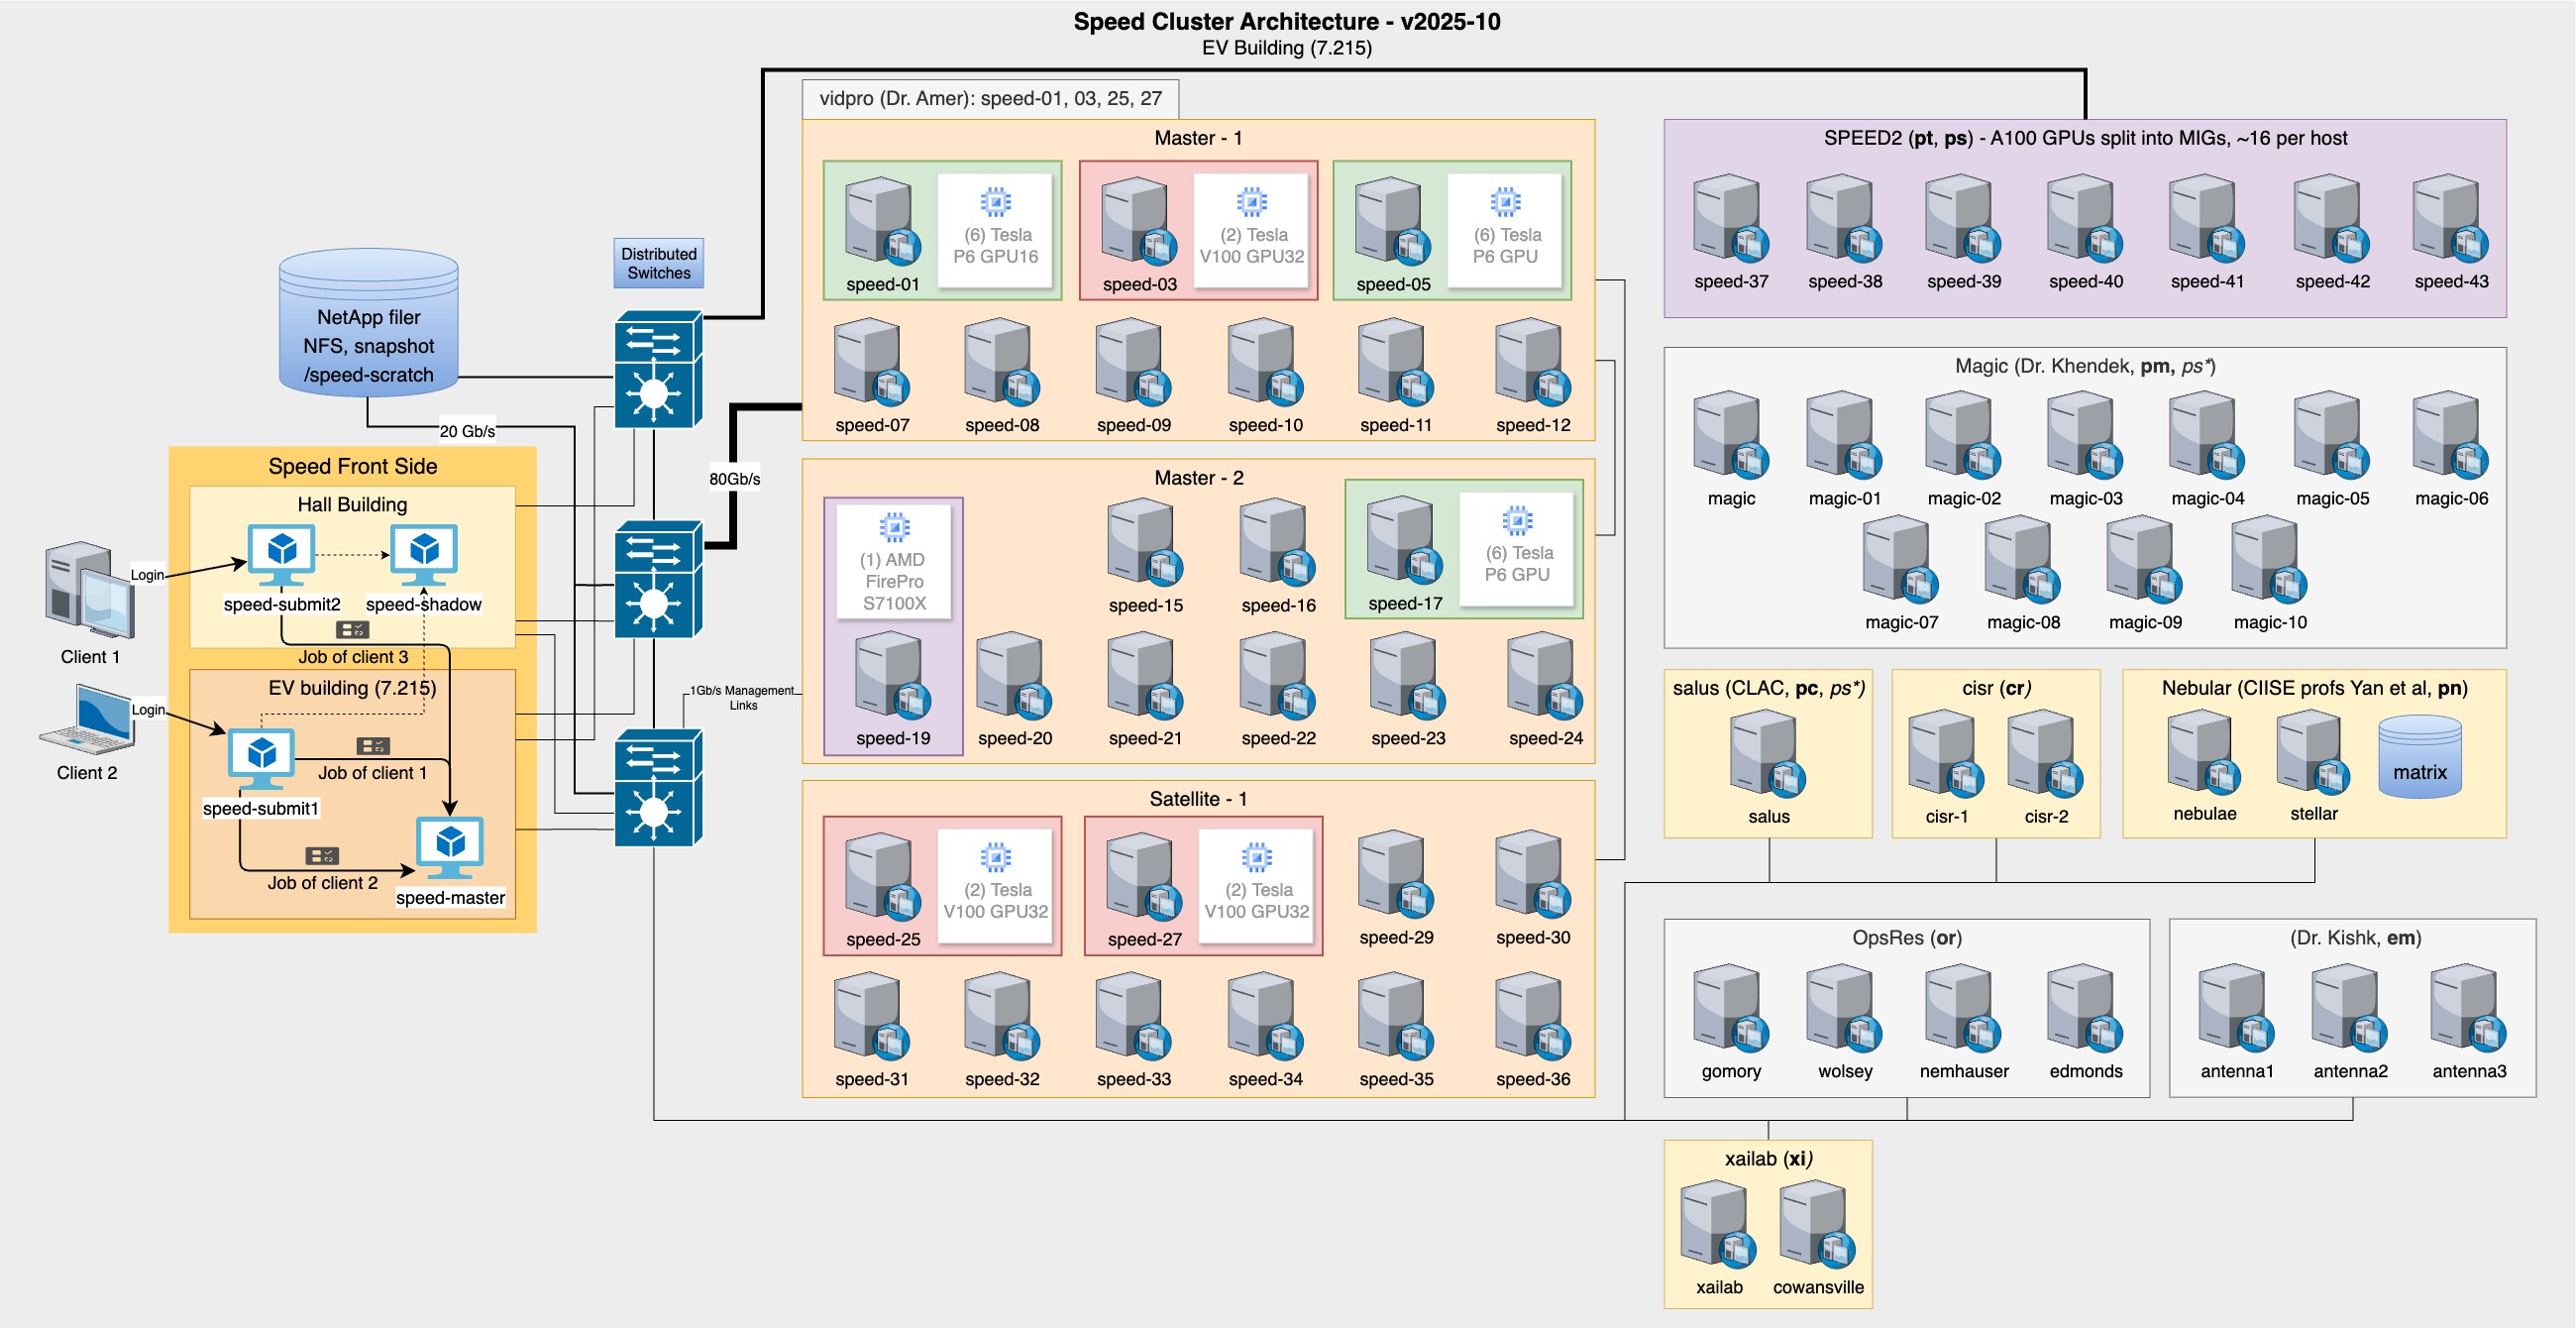 Speed Cluster Architecture - v2025-10
EV Building (7.215)
NetApp filer
NFS, snapshot
/speed-scratch
20 Gb/s
Distributed
Switches
80Gb/s
1Gb/s Management
Links
Speed Front Side
Hall Building
speed-submit2
speed-shadow
Job of client 3
EV building (7.215)
speed-submit1
Job of client 1
Job of client 2
speed-master
Login
Client 1
Login
Client 2
vidpro (Dr. Amer): speed-01, 03, 25, 27
Master - 1
speed-01
(6) Tesla
P6 GPU16
speed-03
(2) Tesla
V100 GPU32
speed-05
(6) Tesla
P6 GPU
speed-07
speed-08
speed-09
speed-10
speed-11
speed-12
Master - 2
(1) AMD
FirePro
S7100X
speed-15
speed-16
speed-17
(6) Tesla
P6 GPU
speed-19
speed-20
speed-21
speed-22
speed-23
speed-24
Satellite - 1
speed-25
(2) Tesla
V100 GPU32
speed-27
(2) Tesla
V100 GPU32
speed-29
speed-30
speed-31
speed-32
speed-33
speed-34
speed-35
speed-36
SPEED2 (pt, ps) - A100 GPUs split into MIGs, ~16 per host
speed-37
speed-38
speed-39
speed-40
speed-41
speed-42
speed-43
Magic (Dr. Khendek, pm, ps*)
magic
magic-01
magic-02
magic-03
magic-04
magic-05
magic-06
magic-07
magic-08
magic-09
magic-10
salus (CLAC, pc, ps*)
salus
cisr (cr)
cisr-1
cisr-2
Nebular (CIISE profs Yan et al, pn)
nebulae
stellar
matrix
OpsRes (or)
gomory
wolsey
nemhauser
edmonds
(Dr. Kishk, em)
antenna1
antenna2
antenna3
xailab (xi)
xailab
cowansville